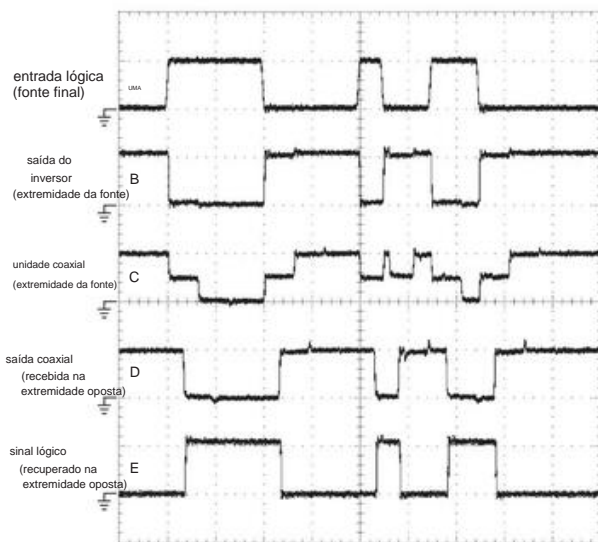 entrada lógica
(fonte final)
UMA
saída do
inversor
(extremidade da fonte)
B
unidade coaxial
(extremidade da fonte)
C
saída coaxial
(recebida na
extremidade oposta)
D
sinal lógico
(recuperado na
extremidade oposta)
E